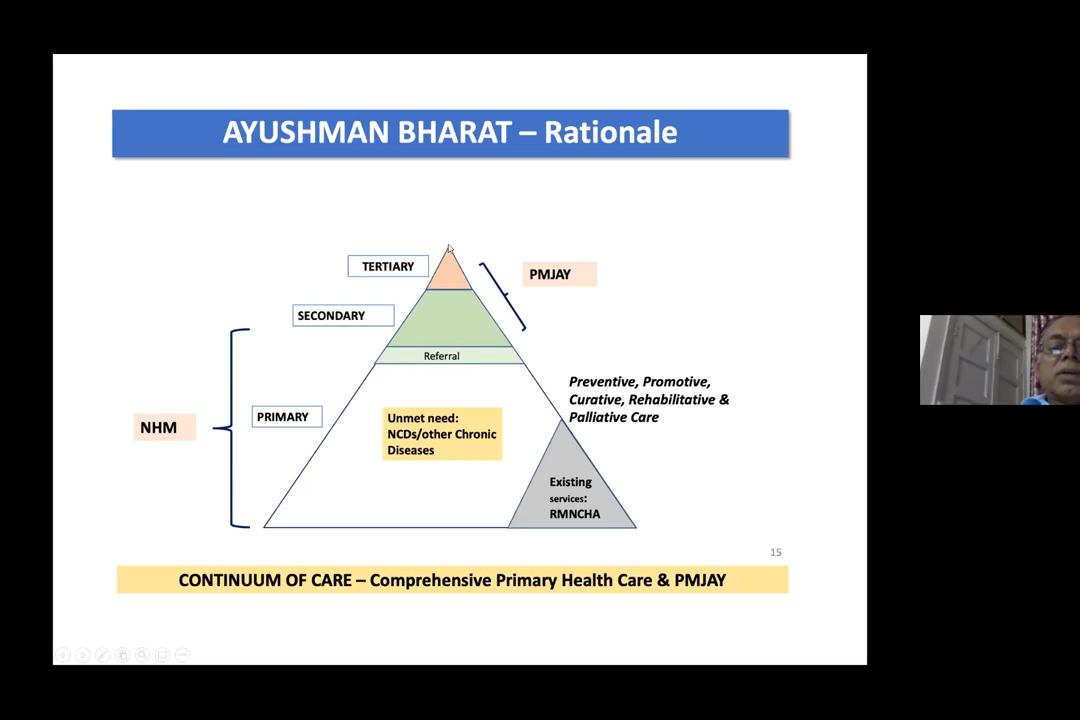 AYUSHMAN BHARAT – Rationale
TERTIARY
PMJAY
SECONDARY
Referral
Preventive, Promotive,
Curative, Rehabilitative &
Palliative Care
PRIMARY
NHM
Unmet need:
NCDs/other Chronic
Diseases
Existing
services:
RMNCHA
15
CONTINUUM OF CARE – Comprehensive Primary Health Care & PMJAY